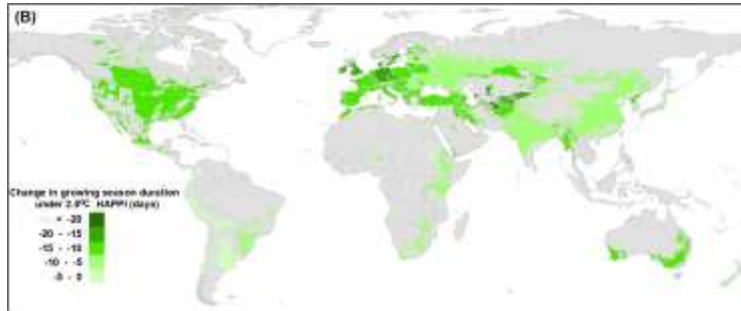 (B)
Change in growing season duration
under 2.0°C HAPPI (days)
< -20
-20 - -15
-15 - -10
-10 - -5
-5 - 0